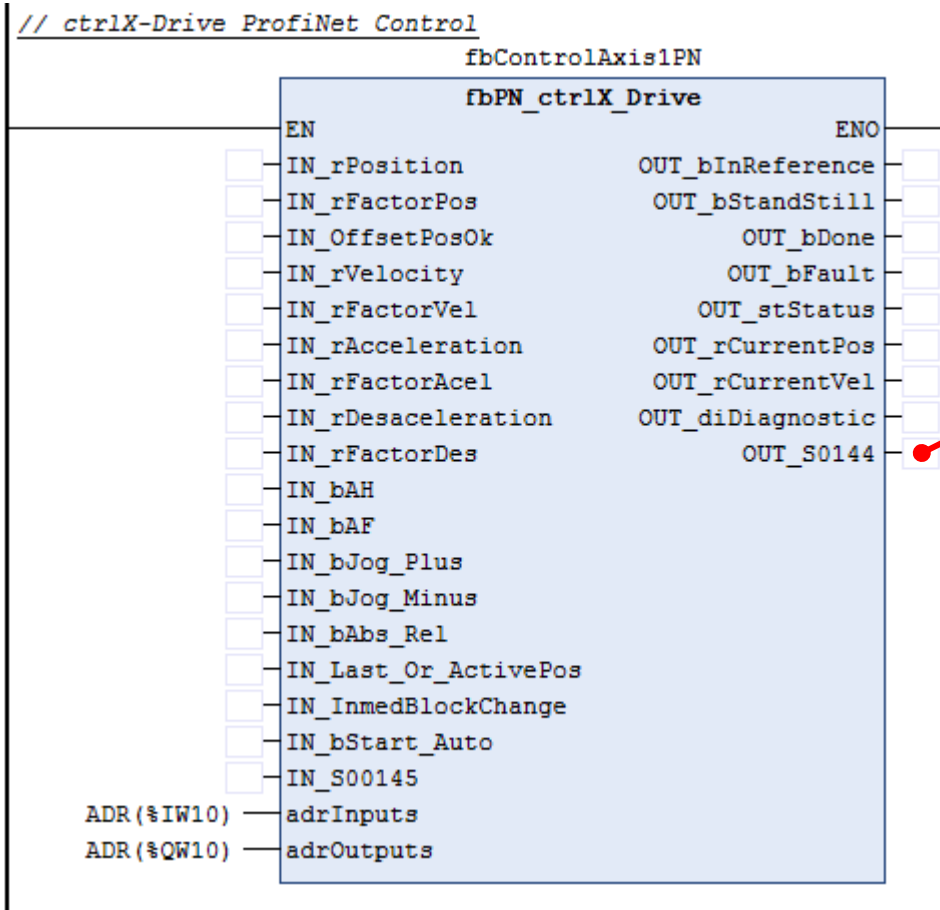 // ctrlX-Drive ProfiNet Control
fbControlAxis1PN
fbPN_ctrlX_Drive
EN ENO
IN_rPosition OUT_bInReference
IN_rFactorPos OUT_bStandStill
IN_OffsetPosOk OUT_bDone
IN_rVelocity OUT_bFault
IN_rFactorVel OUT_stStatus
IN_rAcceleration OUT_rCurrentPos
IN_rFactorAcel OUT_rCurrentVel
IN_rDesaceleration OUT_diDiagnostic
IN_rFactorDes OUT_S0144
IN_bAH
IN_bAF
IN_bJog_Plus
IN_bJog_Minus
IN_bAbs_Rel
IN_Last_Or_ActivePos
IN_InmedBlockChange
IN_bStart_Auto
IN_S00145
ADR(%IW10) adrInputs
ADR(%QW10) adrOutputs